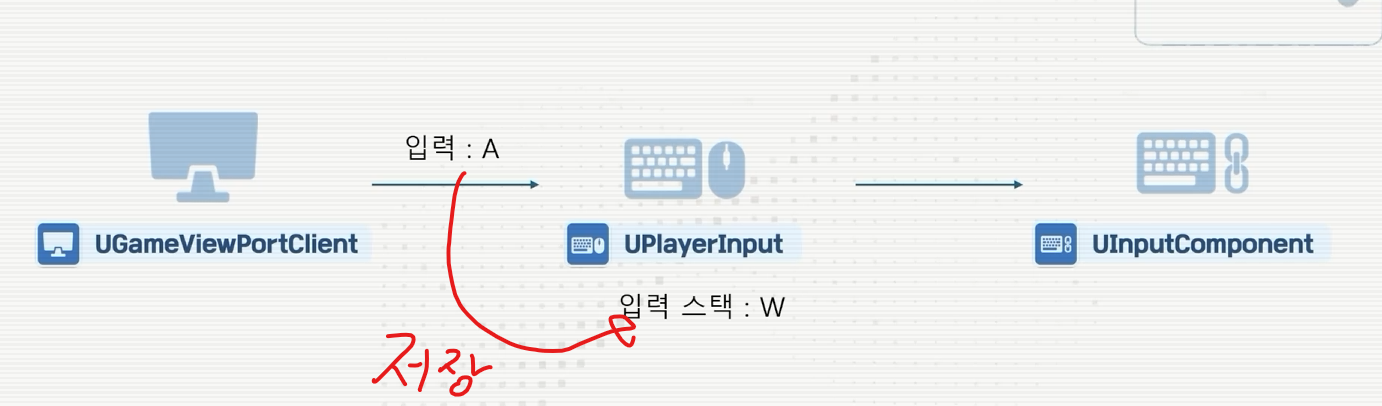 입력 : A
UGameViewPortClient
UPlayerInput
UInputComponent
입력 스택 : W
저장